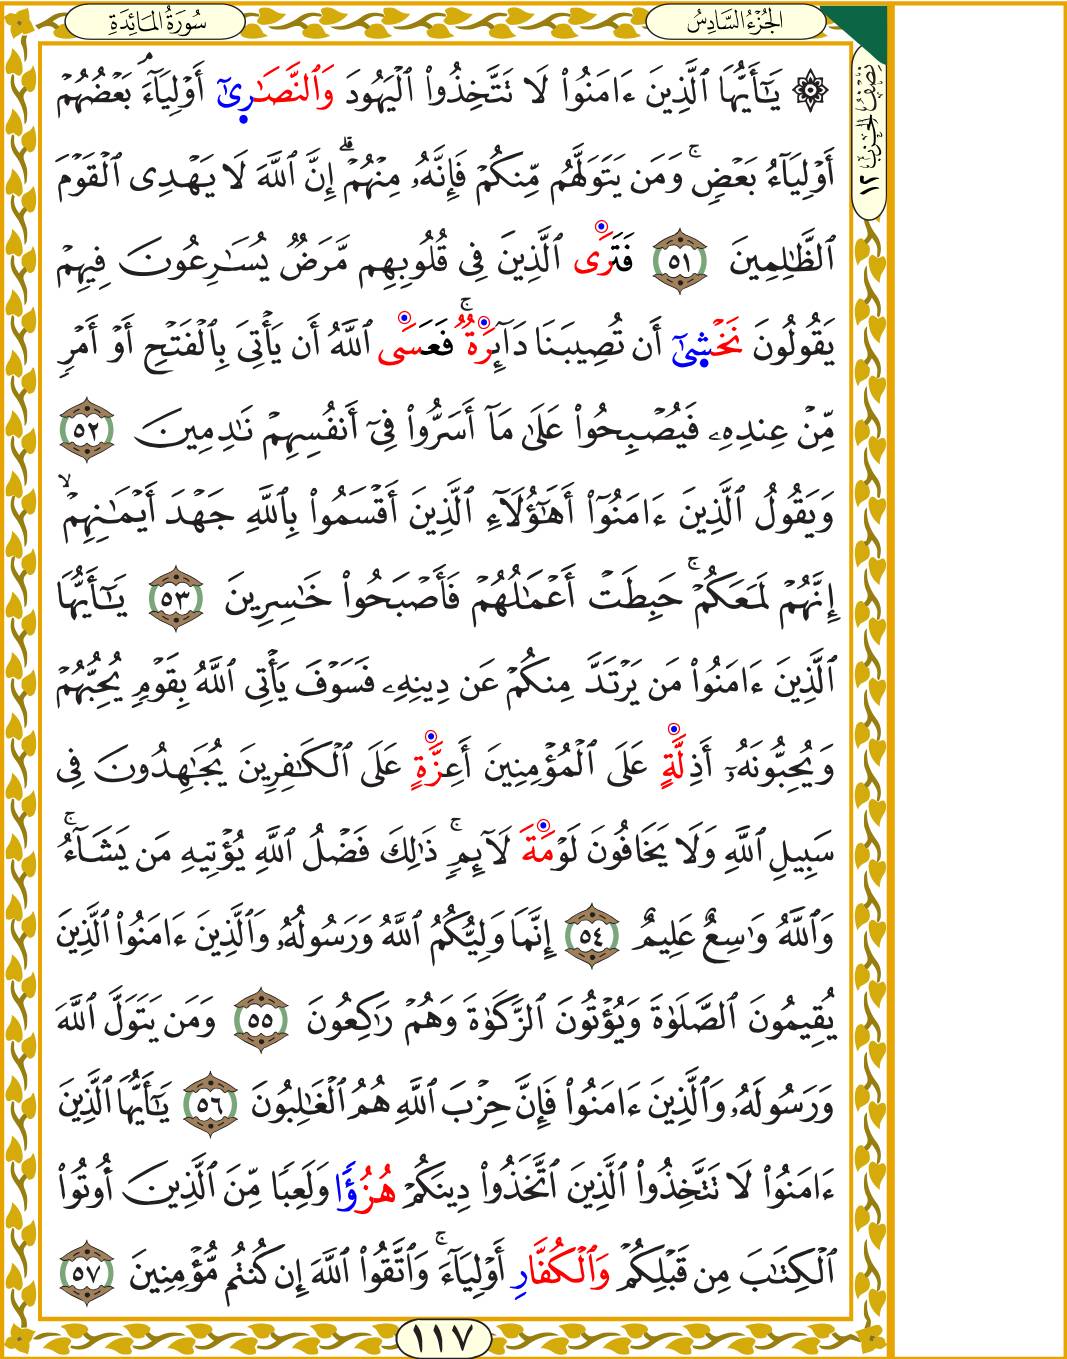 الجُزْءُ السَّادِسُ
سُورَةُ المَائِدَةِ
نِصْفُ الحِزْبِ ١٢
۞ يَـٰٓأَيُّهَا ٱلَّذِينَ ءَامَنُوا۟ لَا تَتَّخِذُوا۟ ٱلْيَهُودَ وَٱلنَّصَـٰرِىٰٓ أَوْلِيَآءَ ۘ بَعْضُهُمْ
أَوْلِيَآءُ بَعْضٍ ۚ وَمَن يَتَوَلَّهُم مِّنكُمْ فَإِنَّهُۥ مِنْهُمْ ۗ إِنَّ ٱللَّهَ لَا يَهْدِى ٱلْقَوْمَ
ٱلظَّـٰلِمِينَ ٥١ فَتَرَى ٱلَّذِينَ فِى قُلُوبِهِم مَّرَضٌ يُسَـٰرِعُونَ فِيهِمْ
يَقُولُونَ نَخْشِىٰٓ أَن تُصِيبَنَا دَآئِرَةٌ ۚ فَعَسَى ٱللَّهُ أَن يَأْتِىَ بِٱلْفَتْحِ أَوْ أَمْرٍ
مِّنْ عِندِهِۦ فَيُصْبِحُوا۟ عَلَىٰ مَآ أَسَرُّوا۟ فِىٓ أَنفُسِهِمْ نَـٰدِمِينَ ٥٢
وَيَقُولُ ٱلَّذِينَ ءَامَنُوٓا۟ أَهَـٰٓؤُلَآءِ ٱلَّذِينَ أَقْسَمُوا۟ بِٱللَّهِ جَهْدَ أَيْمَـٰنِهِمْ ۙ
إِنَّهُمْ لَمَعَكُمْ ۚ حَبِطَتْ أَعْمَـٰلُهُمْ فَأَصْبَحُوا۟ خَـٰسِرِينَ ٥٣ يَـٰٓأَيُّهَا
ٱلَّذِينَ ءَامَنُوا۟ مَن يَرْتَدَّ مِنكُمْ عَن دِينِهِۦ فَسَوْفَ يَأْتِى ٱللَّهُ بِقَوْمٍ يُحِبُّهُمْ
وَيُحِبُّونَهُۥٓ أَذِلَّةٍ عَلَى ٱلْمُؤْمِنِينَ أَعِزَّةٍ عَلَى ٱلْكَـٰفِرِينَ يُجَـٰهِدُونَ فِى
سَبِيلِ ٱللَّهِ وَلَا يَخَافُونَ لَوْمَةَ لَآئِمٍ ۚ ذَٰلِكَ فَضْلُ ٱللَّهِ يُؤْتِيهِ مَن يَشَآءُ ۚ
وَٱللَّهُ وَٰسِعٌ عَلِيمٌ ٥٤ إِنَّمَا وَلِيُّكُمُ ٱللَّهُ وَرَسُولُهُۥ وَٱلَّذِينَ ءَامَنُوا۟ ٱلَّذِينَ
يُقِيمُونَ ٱلصَّلَوٰةَ وَيُؤْتُونَ ٱلزَّكَوٰةَ وَهُمْ رَٰكِعُونَ ٥٥ وَمَن يَتَوَلَّ ٱللَّهَ
وَرَسُولَهُۥ وَٱلَّذِينَ ءَامَنُوا۟ فَإِنَّ حِزْبَ ٱللَّهِ هُمُ ٱلْغَـٰلِبُونَ ٥٦ يَـٰٓأَيُّهَا ٱلَّذِينَ
ءَامَنُوا۟ لَا تَتَّخِذُوا۟ ٱلَّذِينَ ٱتَّخَذُوا۟ دِينَكُمْ هُزُؤًا وَلَعِبًا مِّنَ ٱلَّذِينَ أُوتُوا۟
ٱلْكِتَـٰبَ مِن قَبْلِكُمْ وَٱلْكُفَّارِ أَوْلِيَآءَ ۚ وَٱتَّقُوا۟ ٱللَّهَ إِن كُنتُم مُّؤْمِنِينَ ٥٧
١١٧